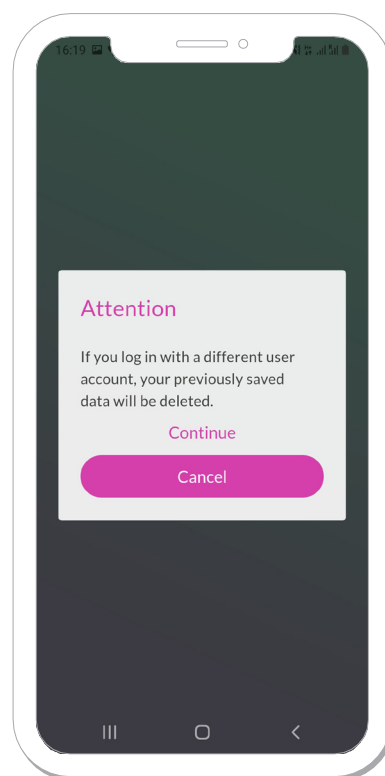 16:19
Attention
If you log in with a different user
account, your previously saved
data will be deleted.
Continue
Cancel